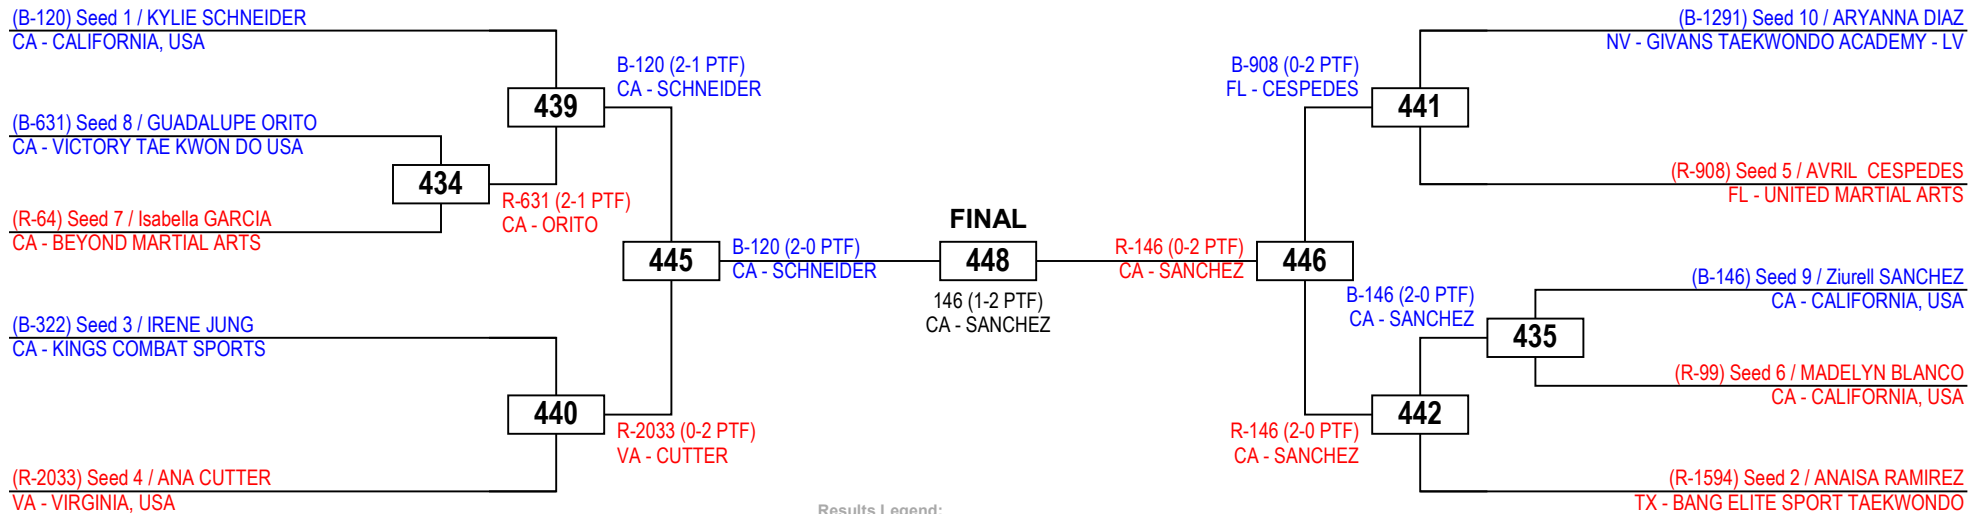 (B-120) Seed 1 / KYLIE SCHNEIDER
CA - CALIFORNIA, USA
(B-631) Seed 8 / GUADALUPE ORITO
CA - VICTORY TAE KWON DO USA
(R-64) Seed 7 / Isabella GARCIA
CA - BEYOND MARTIAL ARTS
(B-322) Seed 3 / IRENE JUNG
CA - KINGS COMBAT SPORTS
(R-2033) Seed 4 / ANA CUTTER
VA - VIRGINIA, USA
434
R-631 (2-1 PTF)
CA - ORITO
439
B-120 (2-1 PTF)
CA - SCHNEIDER
440
R-2033 (0-2 PTF)
VA - CUTTER
445
B-120 (2-0 PTF)
CA - SCHNEIDER
FINAL
448
146 (1-2 PTF)
CA - SANCHEZ
R-146 (0-2 PTF)
CA - SANCHEZ
446
B-908 (0-2 PTF)
FL - CESPEDES
441
R-146 (2-0 PTF)
CA - SANCHEZ
442
B-146 (2-0 PTF)
CA - SANCHEZ
435
(B-1291) Seed 10 / ARYANNA DIAZ
NV - GIVANS TAEKWONDO ACADEMY - LV
(R-908) Seed 5 / AVRIL  CESPEDES
FL - UNITED MARTIAL ARTS
(B-146) Seed 9 / Ziurell SANCHEZ
CA - CALIFORNIA, USA
(R-99) Seed 6 / MADELYN BLANCO
CA - CALIFORNIA, USA
(R-1594) Seed 2 / ANAISA RAMIREZ
TX - BANG ELITE SPORT TAEKWONDO
Results Legend: